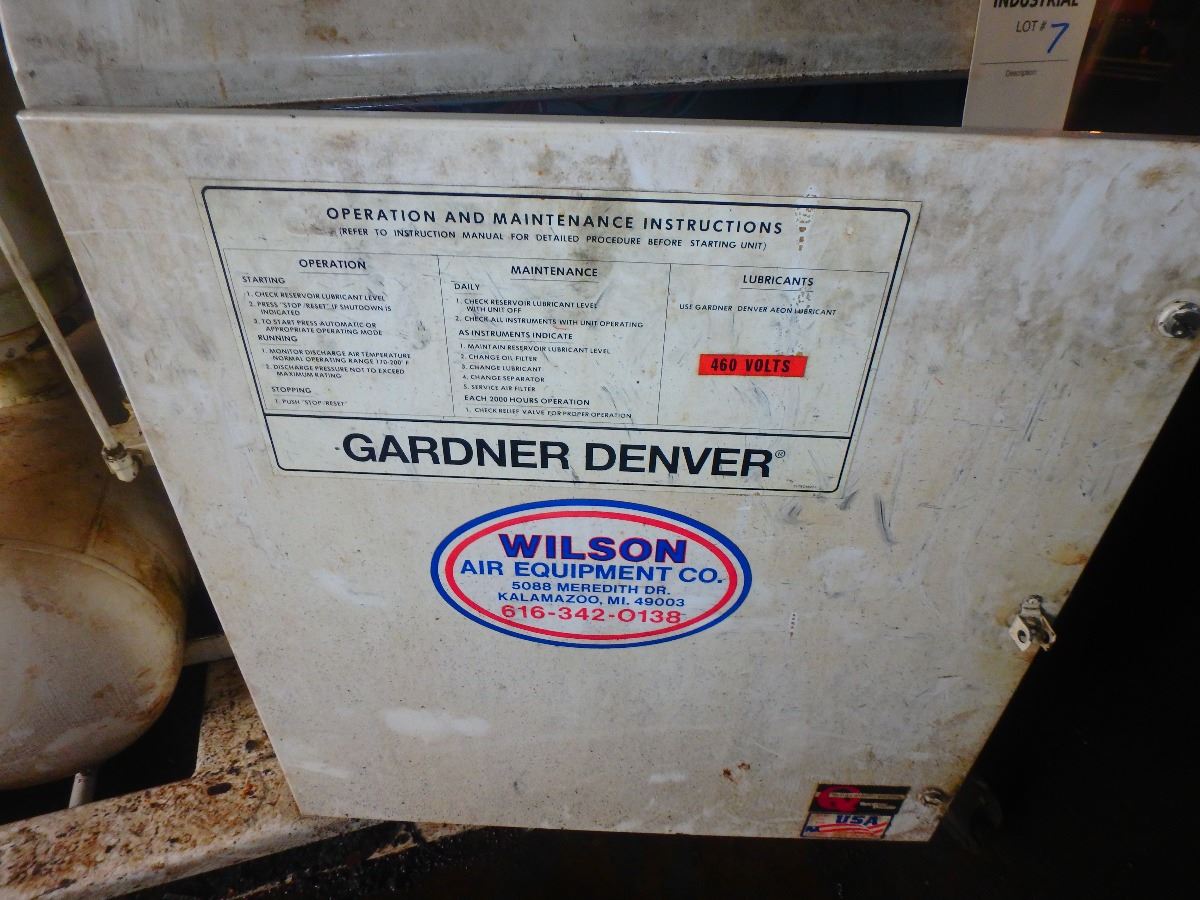 INDUSTRIAL
LOT # 7
Description:
OPERATION AND MAINTENANCE INSTRUCTIONS
(REFER TO INSTRUCTION MANUAL FOR DETAILED PROCEDURE BEFORE STARTING UNIT)
OPERATION
STARTING
1. CHECK RESERVOIR LUBRICANT LEVEL
2. PRESS "STOP/RESET" IF SHUTDOWN IS
INDICATED
3. TO START PRESS AUTOMATIC OR
APPROPRIATE OPERATING MODE
RUNNING
1. MONITOR DISCHARGE AIR TEMPERATURE
NORMAL OPERATING RANGE 170-200° F
2. DISCHARGE PRESSURE NOT TO EXCEED
MAXIMUM RATING
STOPPING
1. PUSH "STOP/RESET"
MAINTENANCE
DAILY
1. CHECK RESERVOIR LUBRICANT LEVEL
WITH UNIT OFF
2. CHECK ALL INSTRUMENTS WITH UNIT OPERATING
AS INSTRUMENTS INDICATE
1. MAINTAIN RESERVOIR LUBRICANT LEVEL
2. CHANGE OIL FILTER
3. CHANGE LUBRICANT
4. CHANGE SEPARATOR
5. SERVICE AIR FILTER
EACH 2000 HOURS OPERATION
1. CHECK RELIEF VALVE FOR PROPER OPERATION
LUBRICANTS
USE GARDNER DENVER AEON LUBRICANT
460 VOLTS
GARDNER DENVER®
WILSON
AIR EQUIPMENT CO.
5088 MEREDITH DR.
KALAMAZOO, MI. 49003
616-342-0138
USA